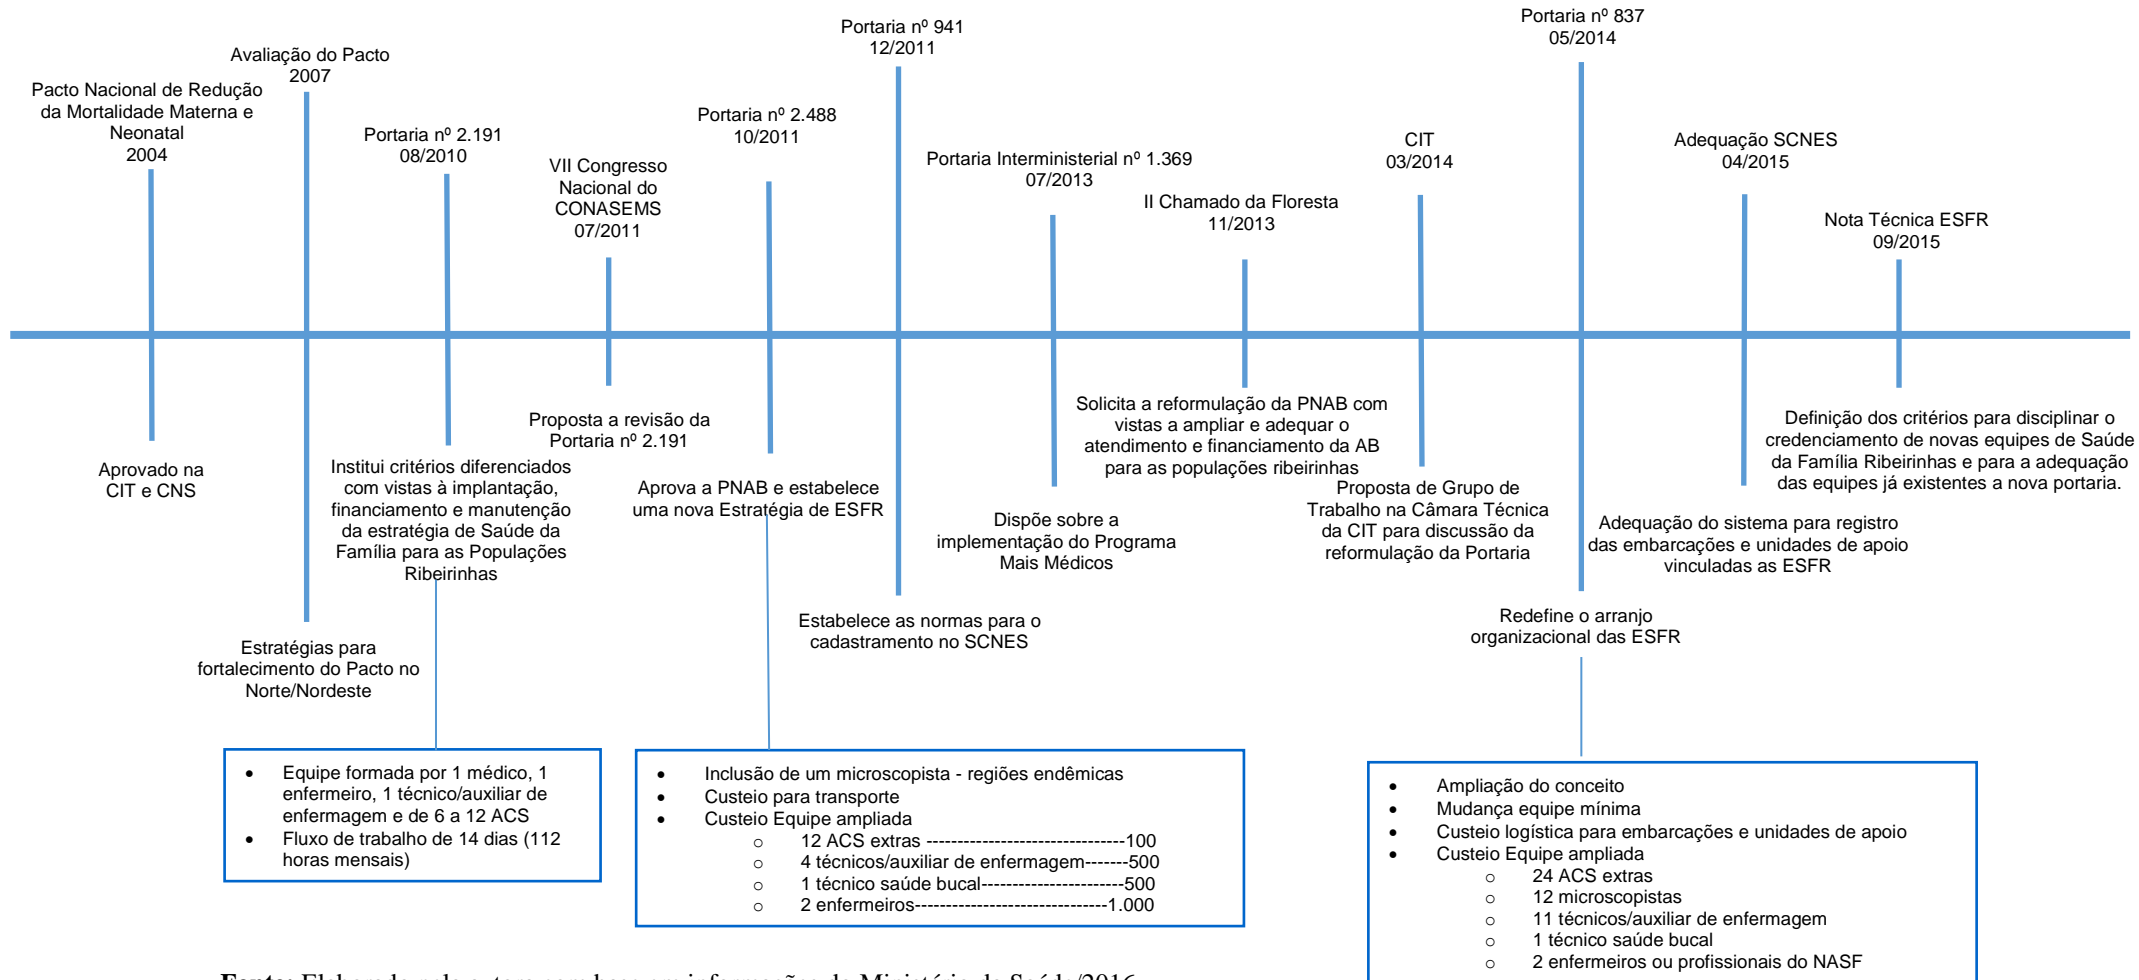 Pacto Nacional de Redução
da Mortalidade Materna e
Neonatal
2004
Aprovado na
CIT e CNS
Avaliação do Pacto
2007
Estratégias para
fortalecimento do Pacto no
Norte/Nordeste
Portaria nº 2.191
08/2010
Institui critérios diferenciados
com vistas à implantação,
financiamento e manutenção
da estratégia de Saúde da
Família para as Populações
Ribeirinhas
• Equipe formada por 1 médico, 1
enfermeiro, 1 técnico/auxiliar de
enfermagem e de 6 a 12 ACS
• Fluxo de trabalho de 14 dias (112
horas mensais)
VII Congresso
Nacional do
CONASEMS
07/2011
Proposta a revisão da
Portaria nº 2.191
Portaria nº 2.488
10/2011
Aprova a PNAB e estabelece
uma nova Estratégia de ESFR
• Inclusão de um microscopista - regiões endêmicas
• Custeio para transporte
• Custeio Equipe ampliada
o 12 ACS extras --------------------------------100
o 4 técnicos/auxiliar de enfermagem-------500
o 1 técnico saúde bucal-----------------------500
o 2 enfermeiros-------------------------------1.000
Portaria nº 941
12/2011
Estabelece as normas para o
cadastramento no SCNES
Portaria Interministerial nº 1.369
07/2013
Dispõe sobre a
implementação do Programa
Mais Médicos
II Chamado da Floresta
11/2013
Solicita a reformulação da PNAB com
vistas a ampliar e adequar o
atendimento e financiamento da AB
para as populações ribeirinhas
CIT
03/2014
Proposta de Grupo de
Trabalho na Câmara Técnica
da CIT para discussão da
reformulação da Portaria
Portaria nº 837
05/2014
Redefine o arranjo
organizacional das ESFR
• Ampliação do conceito
• Mudança equipe mínima
• Custeio logística para embarcações e unidades de apoio
• Custeio Equipe ampliada
o 24 ACS extras
o 12 microscopistas
o 11 técnicos/auxiliar de enfermagem
o 1 técnico saúde bucal
o 2 enfermeiros ou profissionais do NASF
Adequação SCNES
04/2015
Adequação do sistema para registro
das embarcações e unidades de apoio
vinculadas as ESFR
Nota Técnica ESFR
09/2015
Definição dos critérios para disciplinar o
credenciamento de novas equipes de Saúde
da Família Ribeirinhas e para a adequação
das equipes já existentes a nova portaria.
Fonte: Elaborado pela autora com base em informações do Ministério da Saúde/2016